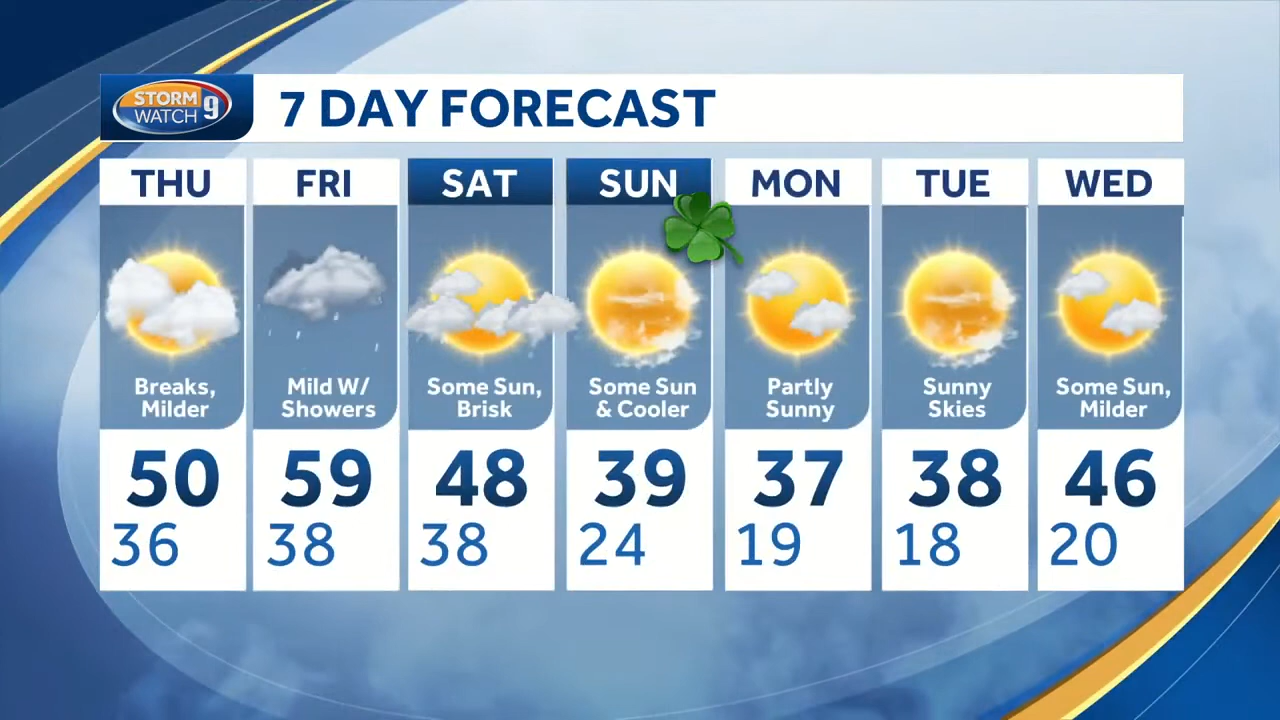 STORM
WATCH 9
7 DAY FORECAST
THU
FRI
SAT
SUN
MON
TUE
WED
Breaks,
Milder
Mild W/
Showers
Some Sun,
Brisk
Some Sun
& Cooler
Partly
Sunny
Sunny
Skies
Some Sun,
Milder
50
59
48
39
37
38
46
36
38
38
24
19
18
20